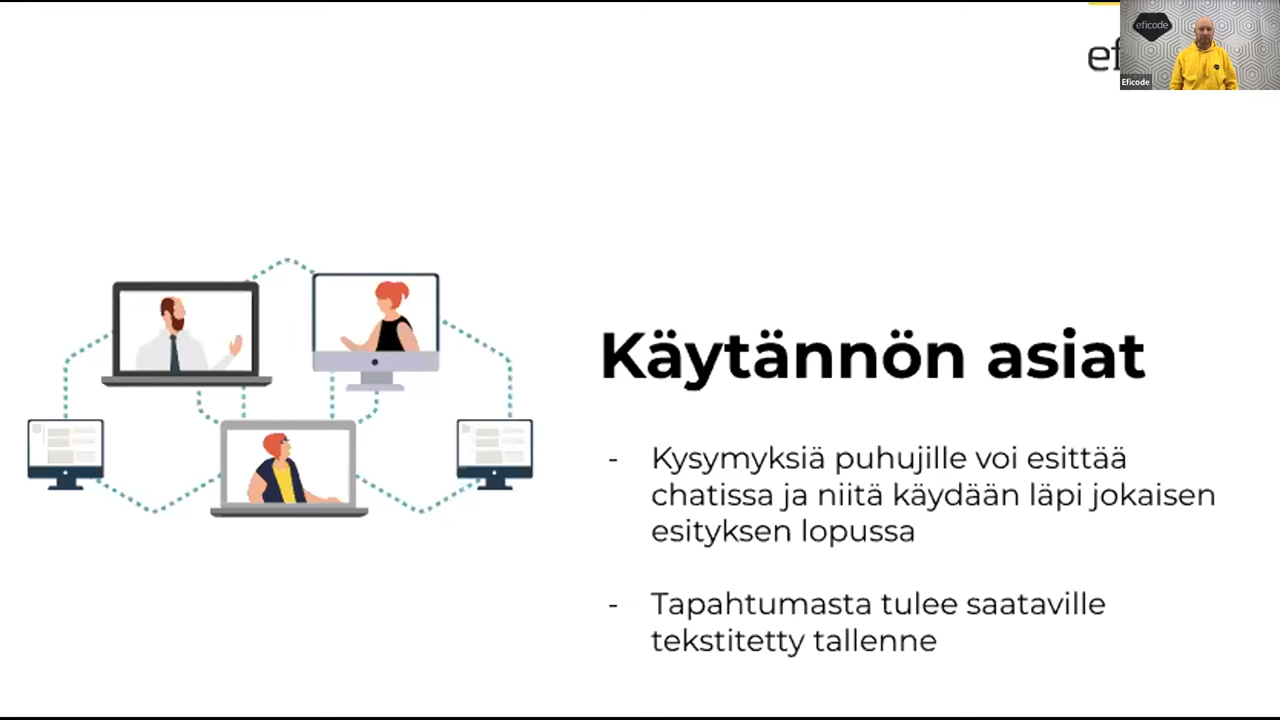 ef
eficode
Eficode
Käytännön asiat
- Kysymyksiä puhujille voi esittää
chatissa ja niitä käydään läpi jokaisen
esityksen lopussa
- Tapahtumasta tulee saataville
tekstitetty tallenne